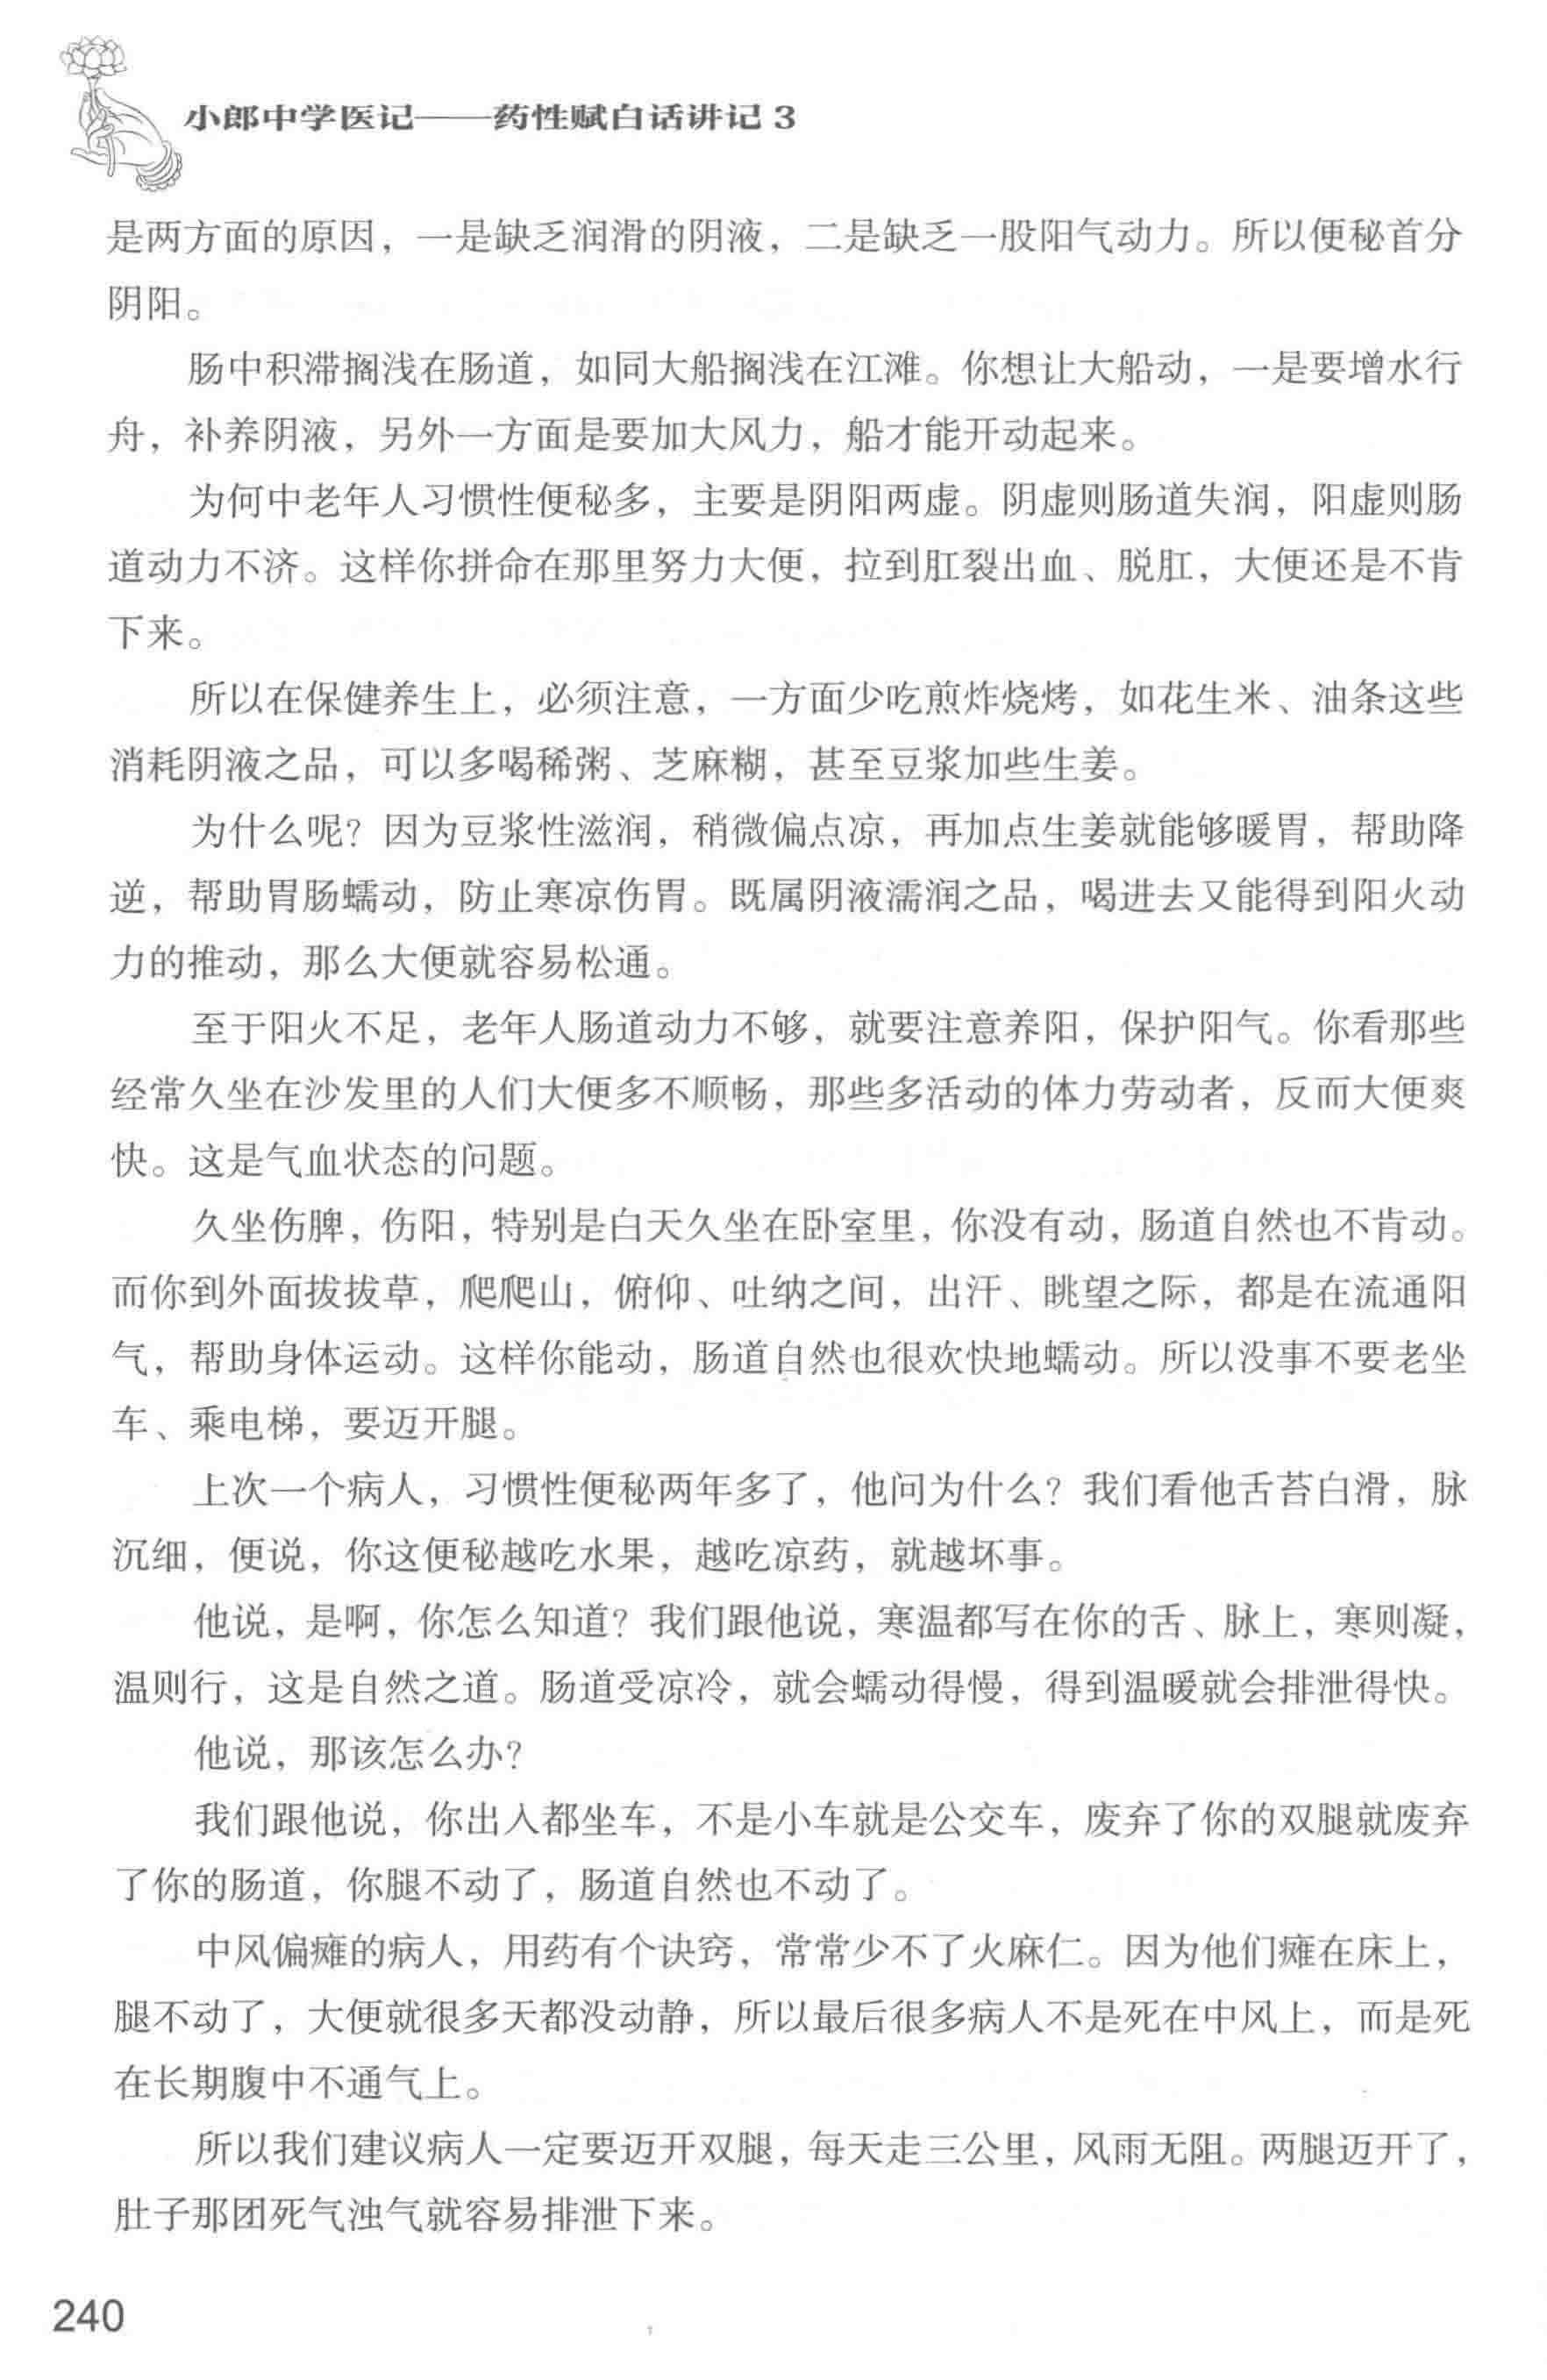 小郎中学医记——药性赋白话讲记3
是两方面的原因，一是缺乏润滑的阴液，二是缺乏一股阳气动力。所以便秘首分
阴阳。
肠中积滞搁浅在肠道，如同大船搁浅在江滩。你想让大船动，一是要增水行
舟，补养阴液，另外一方面是要加大风力，船才能开动起来。
为何中老年人习惯性便秘多，主要是阴阳两虚。阴虚则肠道失润，阳虚则肠
道动力不济。这样你拼命在那里努力大便，拉到肛裂出血、脱肛，大便还是不肯
下来。
所以在保健养生上，必须注意，一方面少吃煎炸烧烤，如花生米、油条这些
消耗阴液之品，可以多喝稀粥、芝麻糊，甚至豆浆加些生姜。
为什么呢？因为豆浆性滋润，稍微偏点凉，再加点生姜就能够暖胃，帮助降
逆，帮助胃肠蠕动，防止寒凉伤胃。既属阴液濡润之品，喝进去又能得到阳火动
力的推动，那么大便就容易松通。
至于阳火不足，老年人肠道动力不够，就要注意养阳，保护阳气。你看那些
经常久坐在沙发里的人们大便多不顺畅，那些多活动的体力劳动者，反而大便爽
快。这是气血状态的问题。
久坐伤脾，伤阳，特别是白天久坐在卧室里，你没有动，肠道自然也不肯动。
而你到外面拔拔草，爬爬山，俯仰、吐纳之间，出汗、眺望之际，都是在流通阳
气，帮助身体运动。这样你能动，肠道自然也很欢快地蠕动。所以没事不要老坐
车、乘电梯，要迈开腿。
上次一个病人，习惯性便秘两年多了，他问为什么？我们看他舌苔白滑，脉
沉细，便说，你这便秘越吃水果，越吃凉药，就越坏事。
他说，是啊，你怎么知道？我们跟他说，寒温都写在你的舌、脉上，寒则凝，
温则行，这是自然之道。肠道受凉冷，就会蠕动得慢，得到温暖就会排泄得快。
他说，那该怎么办？
我们跟他说，你出入都坐车，不是小车就是公交车，废弃了你的双腿就废弃
了你的肠道，你腿不动了，肠道自然也不动了。
中风偏瘫的病人，用药有个诀窍，常常少不了火麻仁。因为他们瘫在床上，
腿不动了，大便就很多天都没动静，所以最后很多病人不是死在中风上，而是死
在长期腹中不通气上。
所以我们建议病人一定要迈开双腿，每天走三公里，风雨无阻。两腿迈开了，
肚子那团死气浊气就容易排泄下来。
240